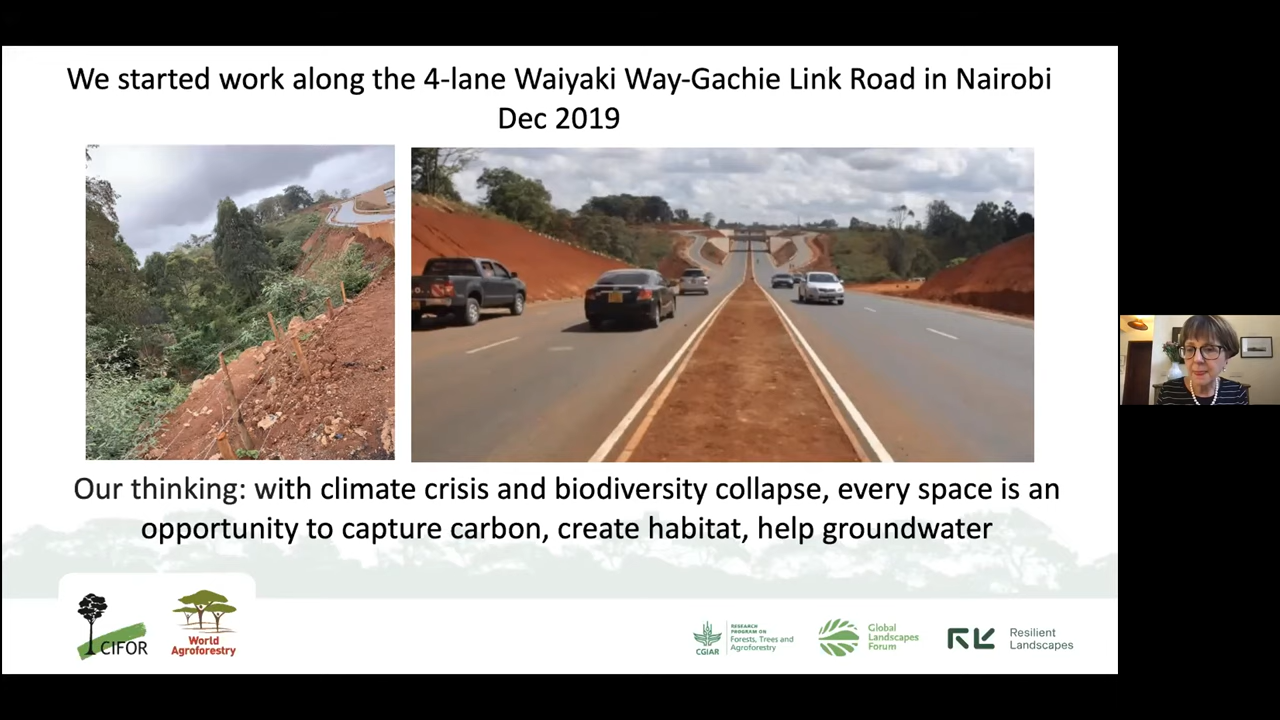 We started work along the 4-lane Waiyaki Way-Gachie Link Road in Nairobi
Dec 2019
Our thinking: with climate crisis and biodiversity collapse, every space is an
opportunity to capture carbon, create habitat, help groundwater
CIFOR
World
Agroforestry
CGIAR
RESEARCH
PROGRAM ON
Forests, Trees and
Agroforestry
Global
Landscapes
Forum
Resilient
Landscapes